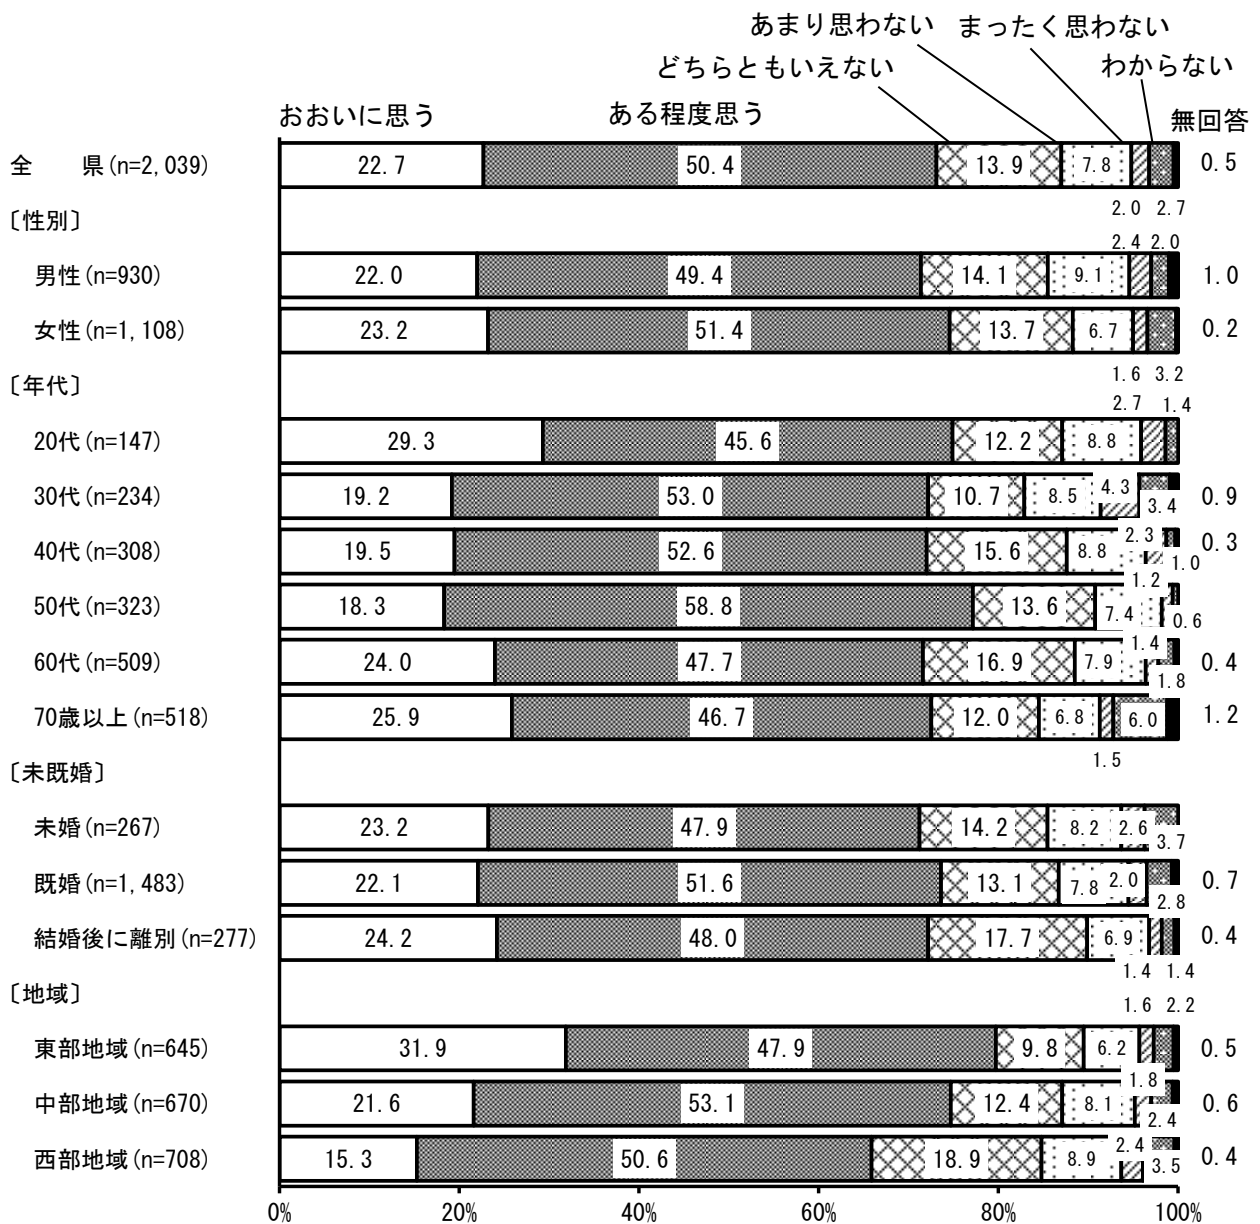 あまり思わない まったく思わない
どちらともいえない わからない
おおいに思う ある程度思う 無回答
全 県(n=2,039) 22.7 50.4 13.9 7.8 0.5
2.0 2.7
〔性別〕
2.4 2.0
男性(n=930) 22.0 49.4 14.1 9.1 1.0
女性(n=1,108) 23.2 51.4 13.7 6.7 0.2
1.6 3.2
〔年代〕
2.7 1.4
20代(n=147) 29.3 45.6 12.2 8.8
30代(n=234) 19.2 53.0 10.7 8.5 4.3 3.4 0.9
40代(n=308) 19.5 52.6 15.6 8.8 2.3 1.0 0.3
50代(n=323) 18.3 58.8 13.6 7.4 1.2 0.6
60代(n=509) 24.0 47.7 16.9 7.9 1.4 1.8 0.4
70歳以上(n=518) 25.9 46.7 12.0 6.8 6.0 1.2
1.5
〔未既婚〕
未婚(n=267) 23.2 47.9 14.2 8.2 2.6 3.7
既婚(n=1,483) 22.1 51.6 13.1 7.8 2.0 2.8 0.7
結婚後に離別(n=277) 24.2 48.0 17.7 6.9 0.4
1.4 1.4
〔地域〕
1.6 2.2
東部地域(n=645) 31.9 47.9 9.8 6.2 0.5
中部地域(n=670) 21.6 53.1 12.4 8.1 1.8 2.4 0.6
西部地域(n=708) 15.3 50.6 18.9 8.9 2.4 3.5 0.4
0% 20% 40% 60% 80% 100%